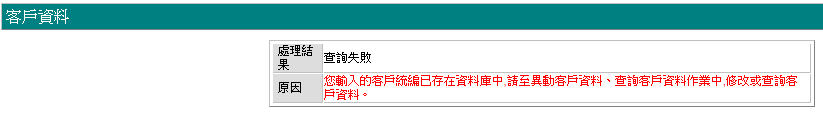 客戶資料
處理結
果
查詢失敗
原因
您輸入的客戶統編已存在資料庫中,請至異動客戶資料、查詢客戶資料作業中,修改或查詢客
戶資料。